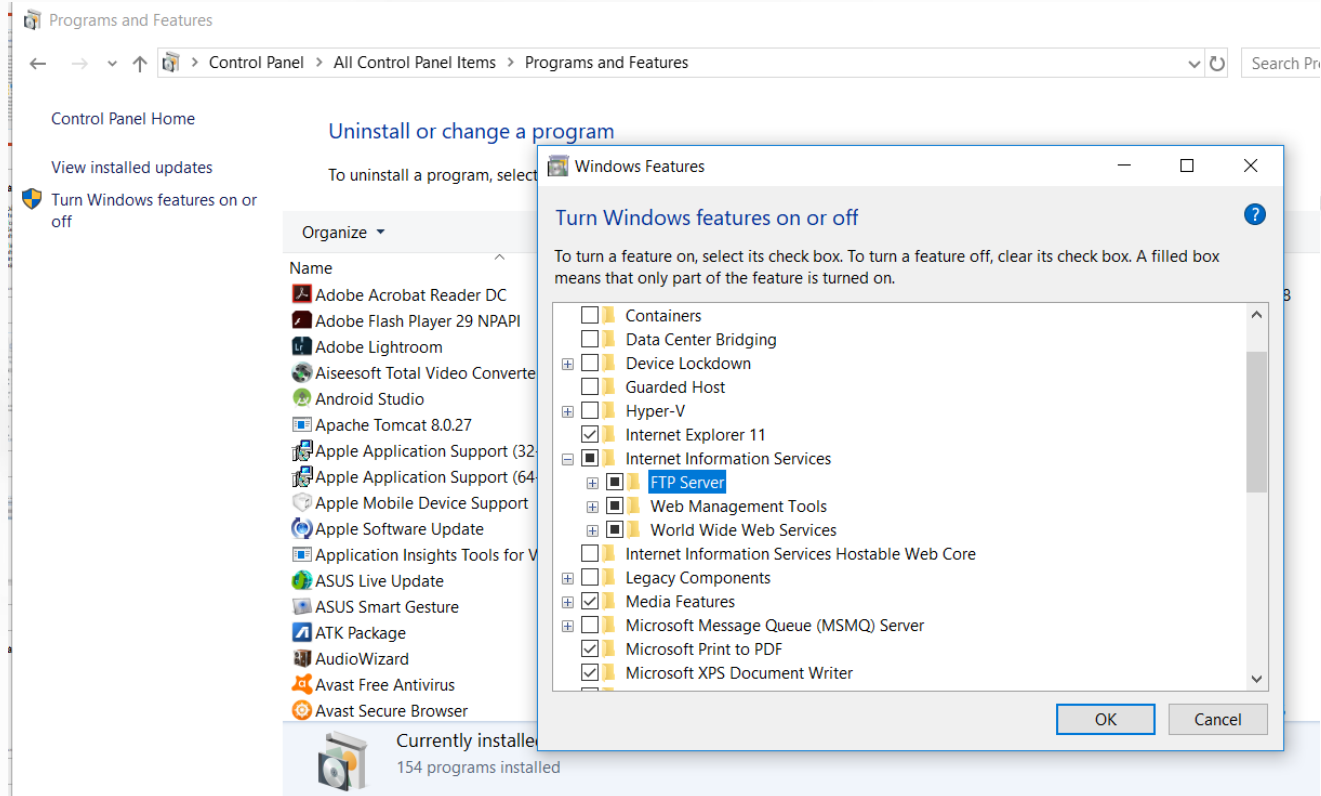 Programs and Features
Control Panel > All Control Panel Items > Programs and Features
Search Pr
Control Panel Home
View installed updates
Turn Windows features on or
off
Uninstall or change a program
To uninstall a program, select
Organize
Name
Adobe Acrobat Reader DC
Adobe Flash Player 29 NPAPI
Adobe Lightroom
Aiseesoft Total Video Converte
Android Studio
Apache Tomcat 8.0.27
Apple Application Support (32-
Apple Application Support (64-
Apple Mobile Device Support
Apple Software Update
Application Insights Tools for V
ASUS Live Update
ASUS Smart Gesture
ATK Package
AudioWizard
Avast Free Antivirus
Avast Secure Browser
Currently installe
154 programs installed
Windows Features
Turn Windows features on or off
?
To turn a feature on, select its check box. To turn a feature off, clear its check box. A filled box
means that only part of the feature is turned on.
Containers
Data Center Bridging
Device Lockdown
Guarded Host
Hyper-V
Internet Explorer 11
Internet Information Services
FTP Server
Web Management Tools
World Wide Web Services
Internet Information Services Hostable Web Core
Legacy Components
Media Features
Microsoft Message Queue (MSMQ) Server
Microsoft Print to PDF
Microsoft XPS Document Writer
OK
Cancel
8